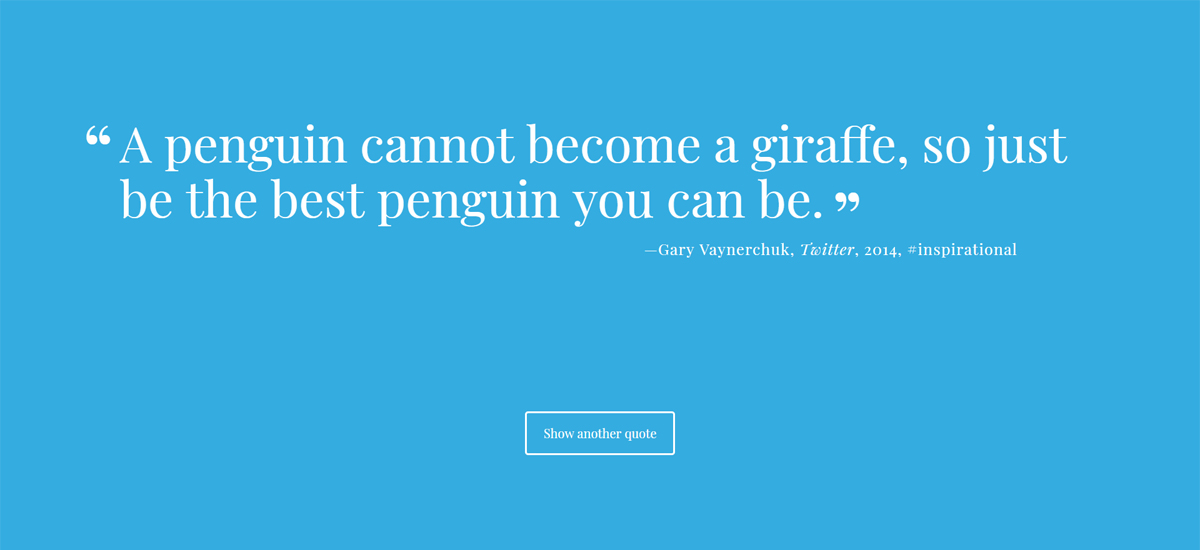 “ A penguin cannot become a giraffe, so just
be the best penguin you can be. ”
—Gary Vaynerchuk, Twitter, 2014, #inspirational
Show another quote